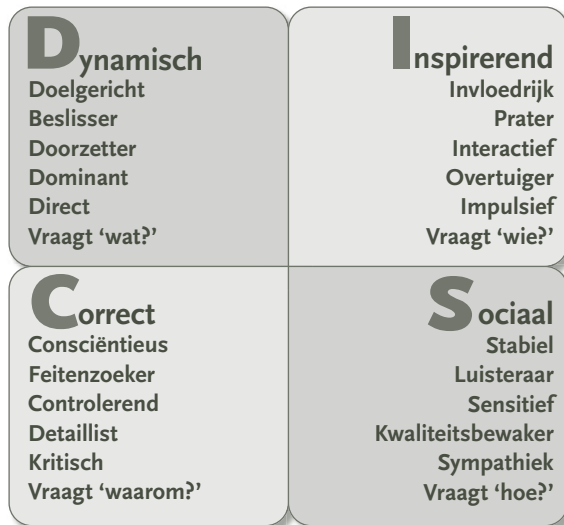 Dynamisch
Doelgericht
Beslisser
Doorzetter
Dominant
Direct
Vraagt ‘wat?’
Inspirerend
Invloedrijk
Prater
Interactief
Overtuiger
Impulsief
Vraagt ‘wie?’
Correct
Consciëntieus
Feitenzoeker
Controlerend
Detaillist
Kritisch
Vraagt ‘waarom?’
Sociaal
Stabiel
Luisteraar
Sensitief
Kwaliteitsbewaker
Sympathiek
Vraagt ‘hoe?’